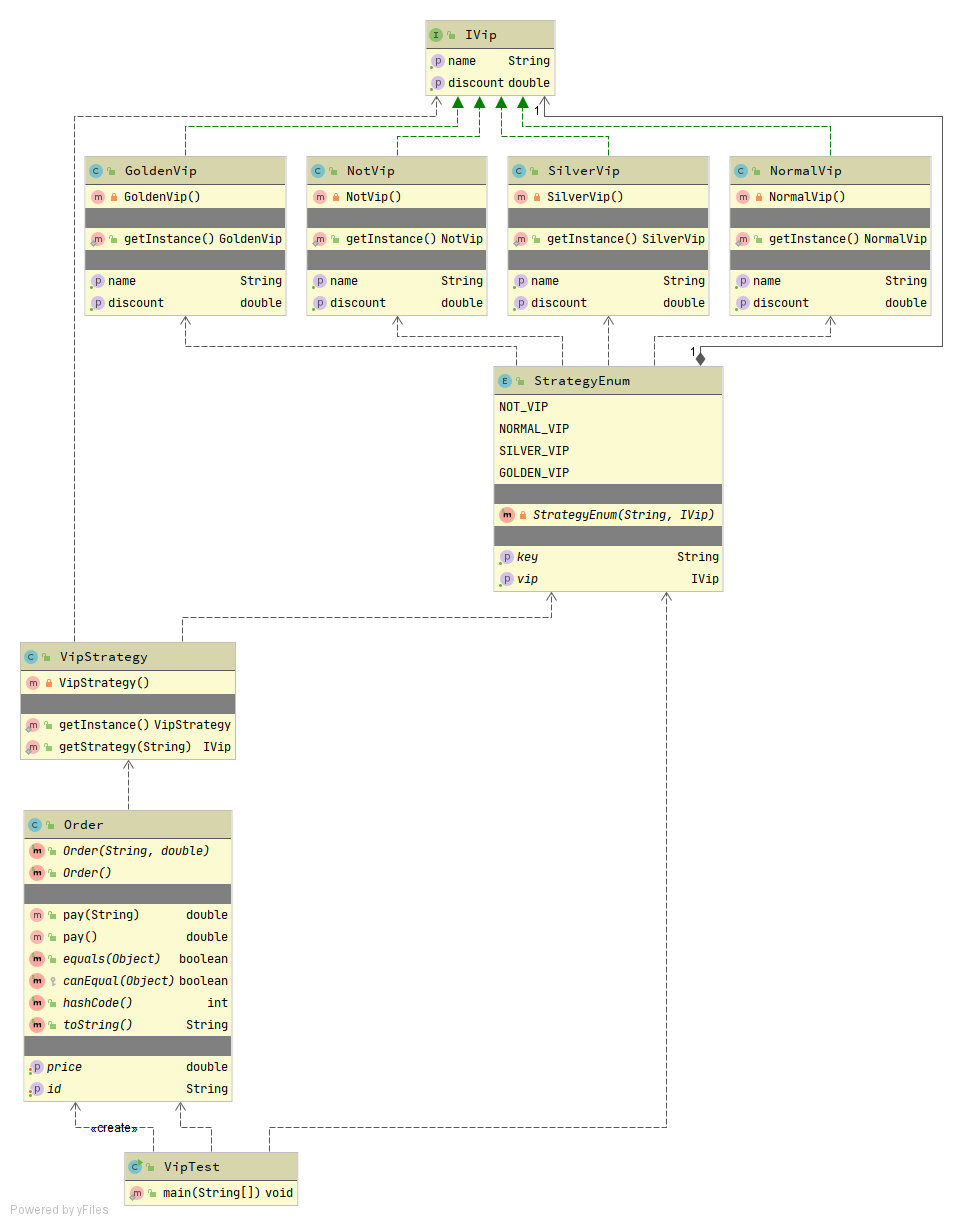 IVip
name String
discount double
1
GoldenVip
GoldenVip()
getInstance() GoldenVip
name String
discount double
NotVip
NotVip()
getInstance() NotVip
name String
discount double
SilverVip
SilverVip()
getInstance() SilverVip
name String
discount double
NormalVip
NormalVip()
getInstance() NormalVip
name String
discount double
1
StrategyEnum
NOT_VIP
NORMAL_VIP
SILVER_VIP
GOLDEN_VIP
StrategyEnum(String, IVip)
key String
vip IVip
VipStrategy
VipStrategy()
getInstance() VipStrategy
getStrategy(String) IVip
Order
Order(String, double)
Order()
pay(String) double
pay() double
equals(Object) boolean
canEqual(Object) boolean
hashCode() int
toString() String
price double
id String
«create»
VipTest
main(String[]) void
Powered by yFiles